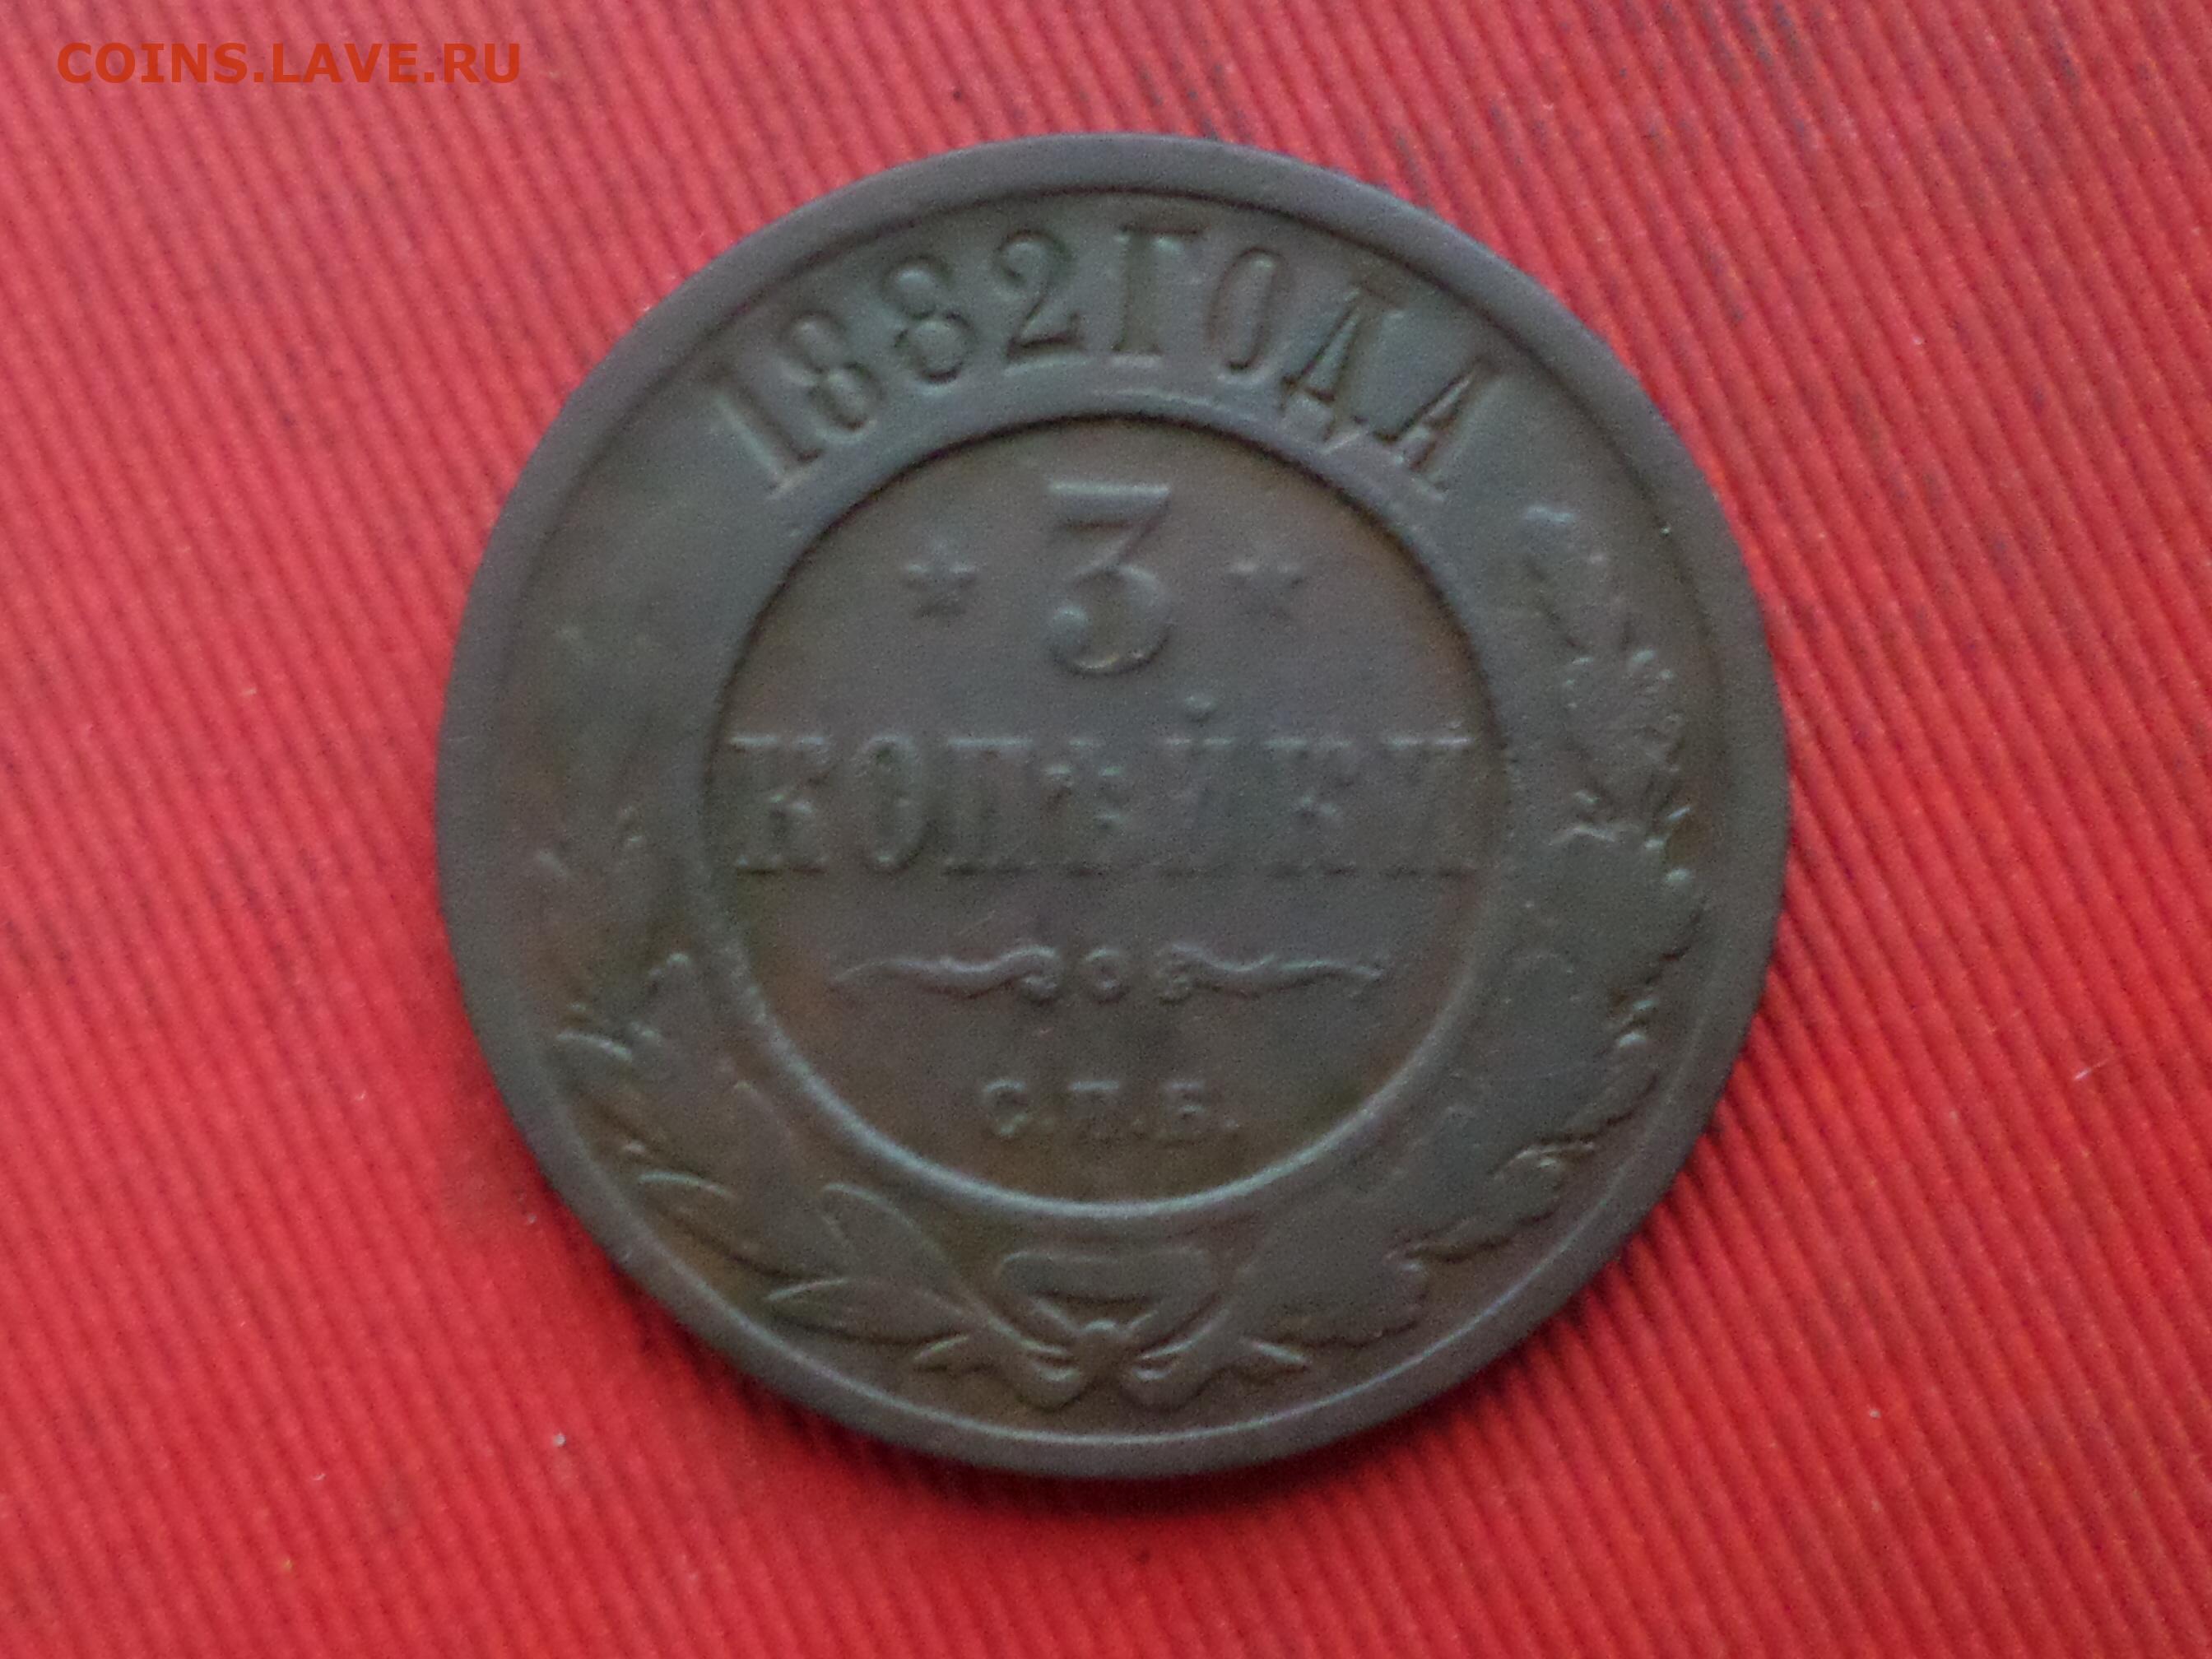 COINS.LAVE.RU
1882 ГОДА
3
КОПѢЙКИ
С.П.Б.